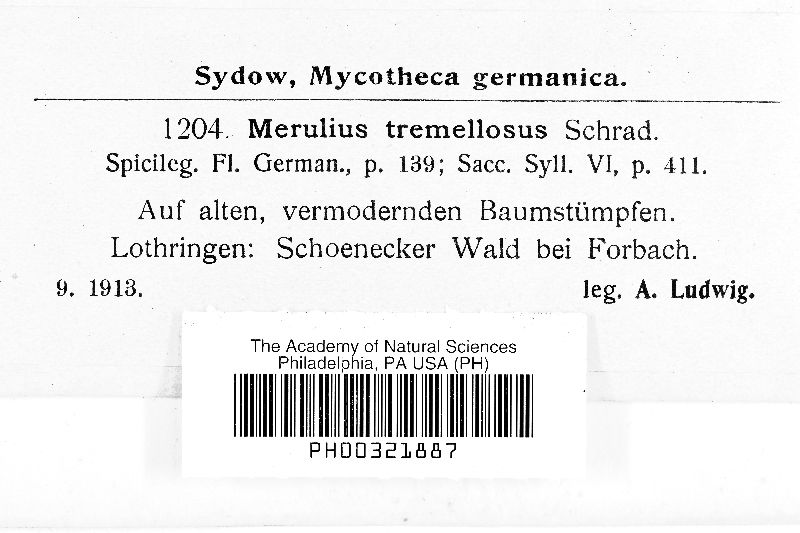 Sydow, Mycotheca germanica.
1204. Merulius tremellosus Schrad.
Spicileg. Fl. German., p. 139; Sacc. Syll. VI, p. 411.
Auf alten, vermodernden Baumstümpfen.
Lothringen: Schoenecker Wald bei Forbach.
9. 1913. leg. A. Ludwig.
The Academy of Natural Sciences
Philadelphia, PA USA (PH)
PH00321887